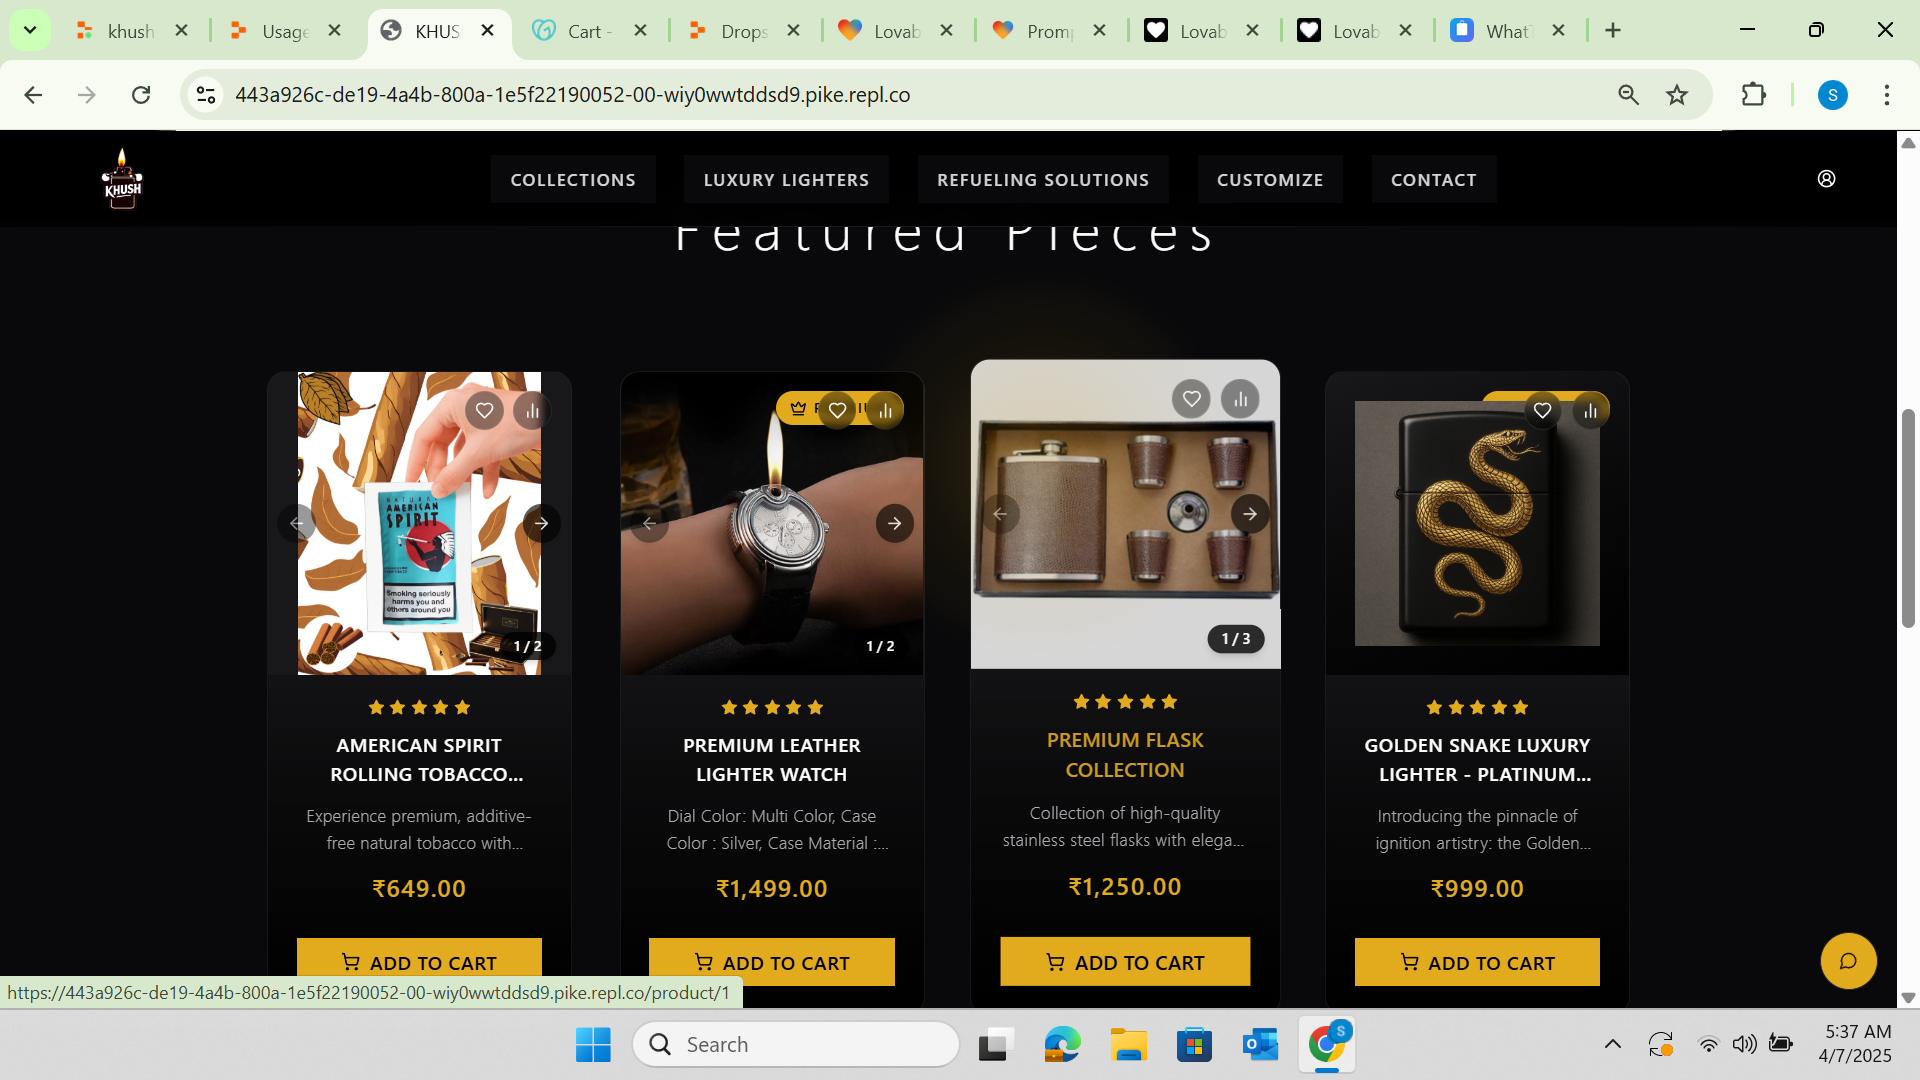 khush
Usage
KHUS
Cart -
Drops
Lovab
Promp
Lovab
Lovab
What'
443a926c-de19-4a4b-800a-1e5f22190052-00-wiy0wwtddsd9.pike.repl.co
S
KHUSH
COLLECTIONS
LUXURY LIGHTERS
REFUELING SOLUTIONS
CUSTOMIZE
CONTACT
Featured Pieces
NATURAL
AMERICAN
SPIRIT
Smoking seriously
harms you and
others around you
1 / 2
1 / 2
1 / 3
AMERICAN SPIRIT
ROLLING TOBACCO...
Experience premium, additive-
free natural tobacco with...
₹649.00
ADD TO CART
PREMIUM LEATHER
LIGHTER WATCH
Dial Color: Multi Color, Case
Color : Silver, Case Material :...
₹1,499.00
ADD TO CART
PREMIUM FLASK
COLLECTION
Collection of high-quality
stainless steel flasks with elega...
₹1,250.00
ADD TO CART
GOLDEN SNAKE LUXURY
LIGHTER - PLATINUM...
Introducing the pinnacle of
ignition artistry: the Golden...
₹999.00
ADD TO CART
https://443a926c-de19-4a4b-800a-1e5f22190052-00-wiy0wwtddsd9.pike.repl.co/product/1
Search
S
5:37 AM
4/7/2025